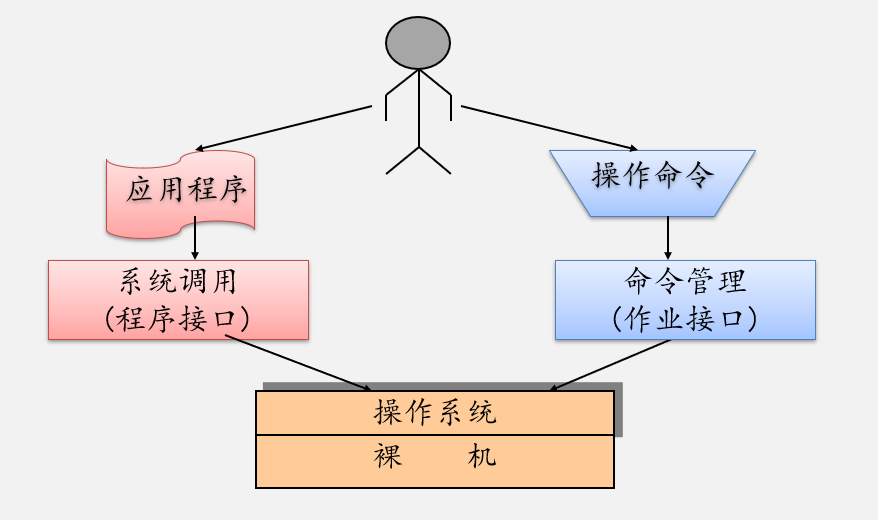 应用程序
操作命令
系统调用
(程序接口)
命令管理
(作业接口)
操作系统
裸 机